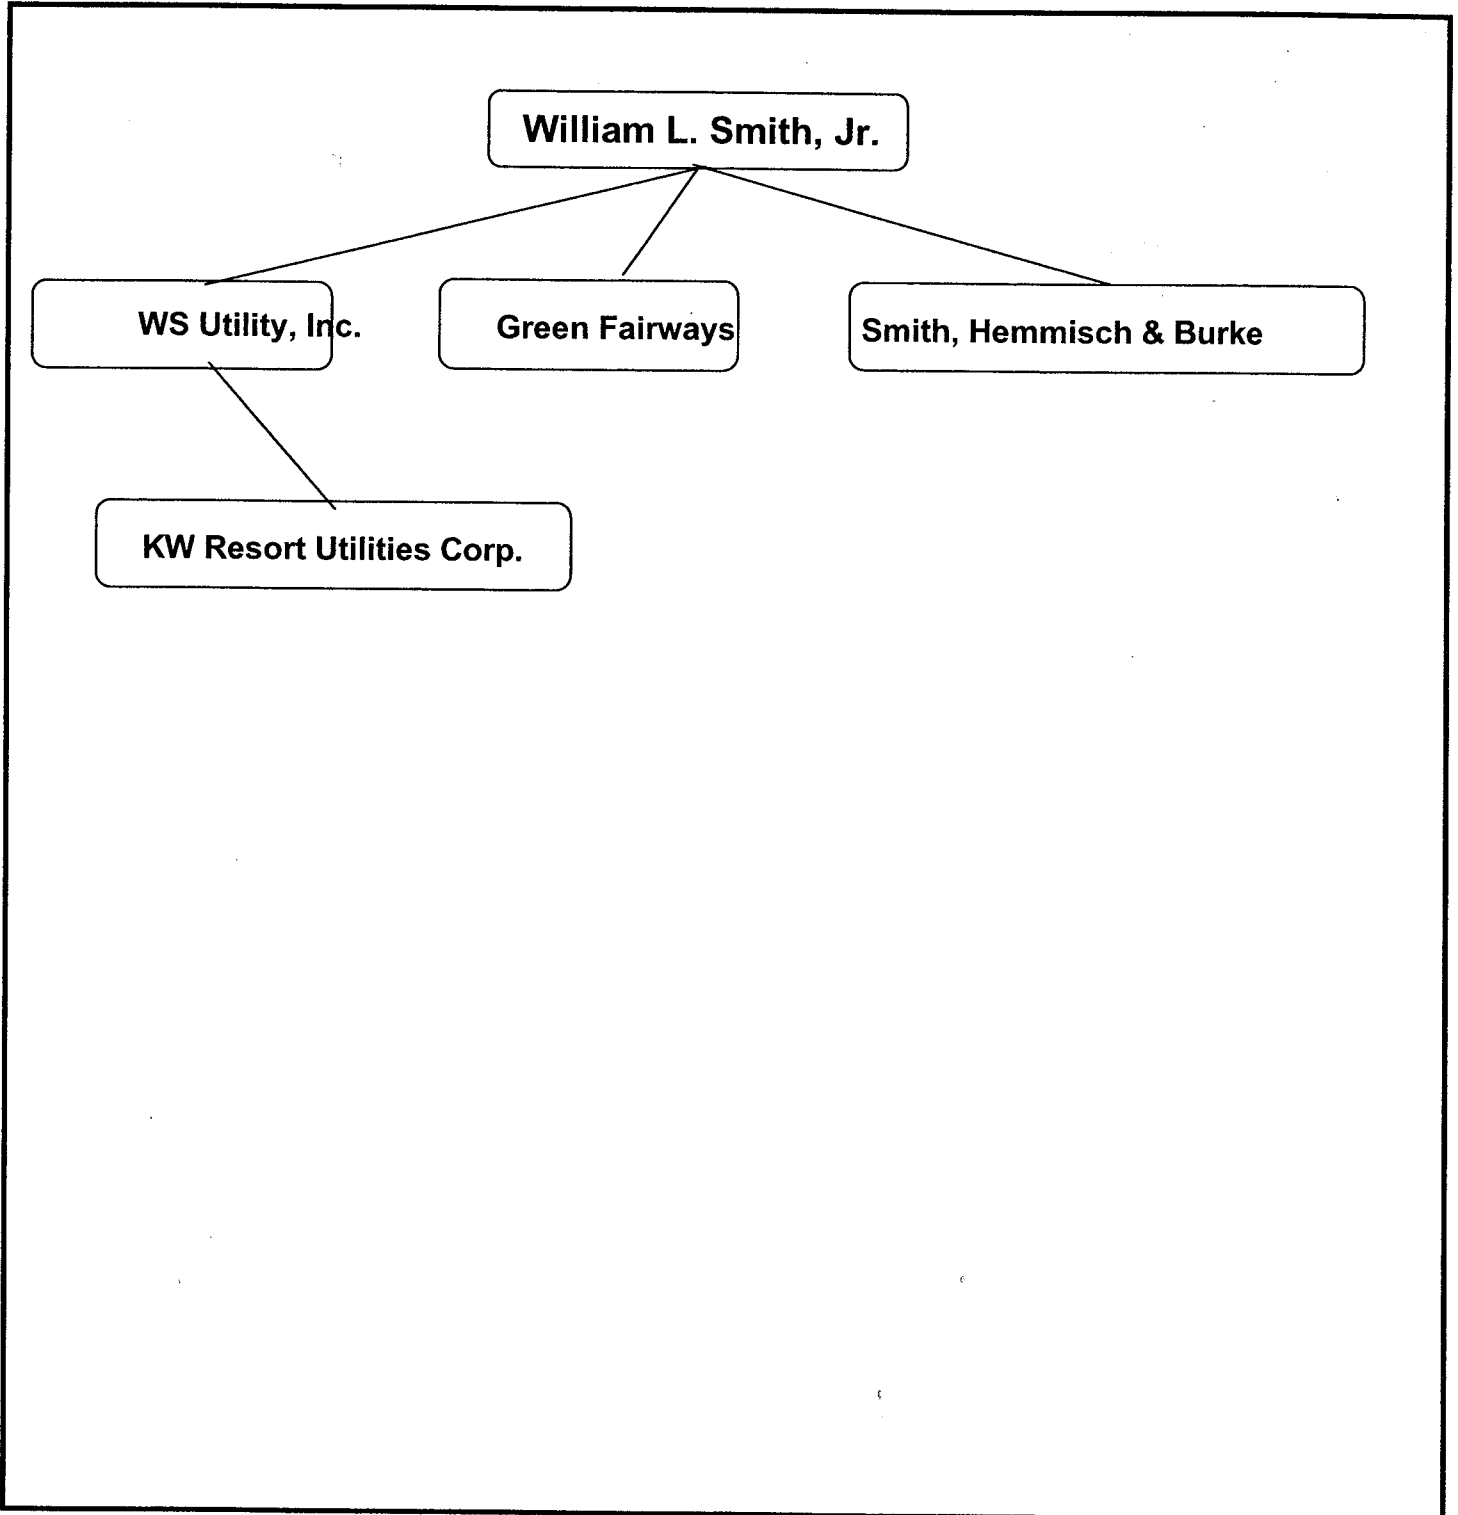 William L. Smith, Jr.
WS Utility, Inc.
Green Fairways
Smith, Hemmisch & Burke
KW Resort Utilities Corp.